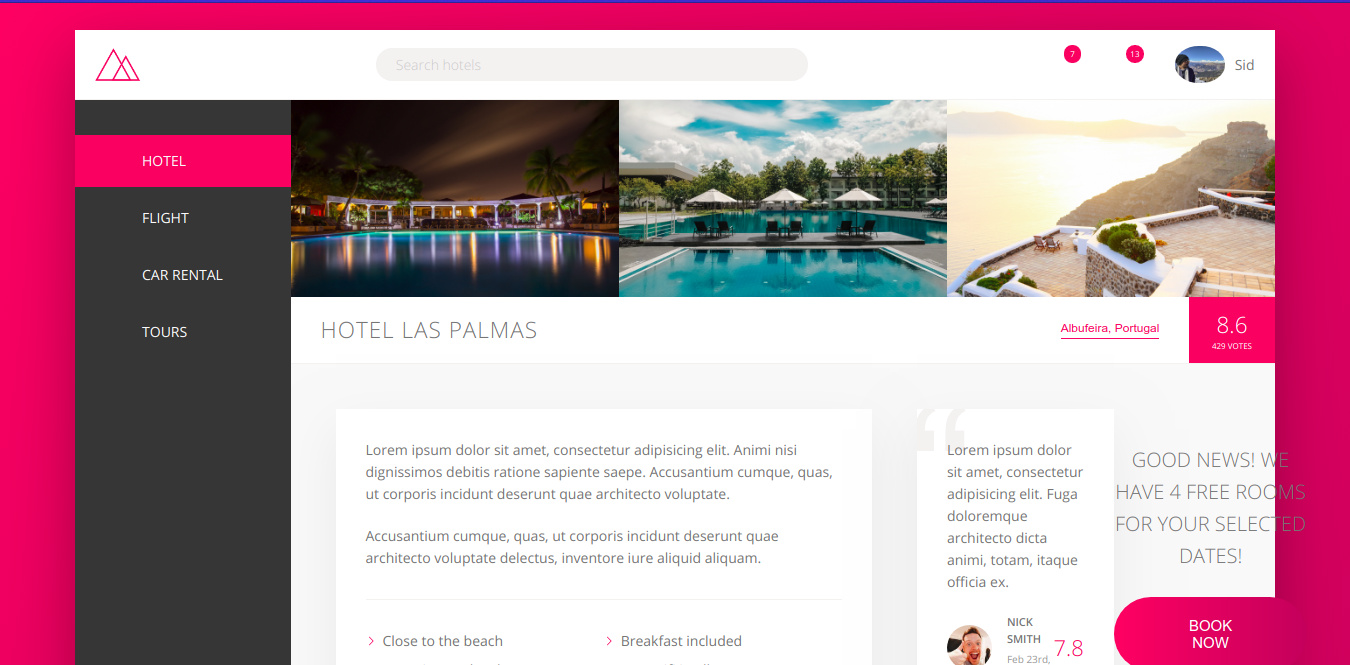 Search hotels
7
13
Sid
HOTEL
FLIGHT
CAR RENTAL
TOURS
HOTEL LAS PALMAS
Albufeira, Portugal
8.6
429 VOTES
Lorem ipsum dolor sit amet, consectetur adipisicing elit. Animi nisi
dignissimos debitis ratione sapiente saepe. Accusantium cumque, quas,
ut corporis incidunt deserunt quae architecto voluptate.
Accusantium cumque, quas, ut corporis incidunt deserunt quae
architecto voluptate delectus, inventore iure aliquid aliquam.
Close to the beach
Breakfast included
“
Lorem ipsum dolor
sit amet, consectetur
adipisicing elit. Fuga
doloremque
architecto dicta
animi, totam, itaque
officia ex.
NICK
SMITH
Feb 23rd,
7.8
GOOD NEWS! WE
HAVE 4 FREE ROOMS
FOR YOUR SELECTED
DATES!
BOOK
NOW